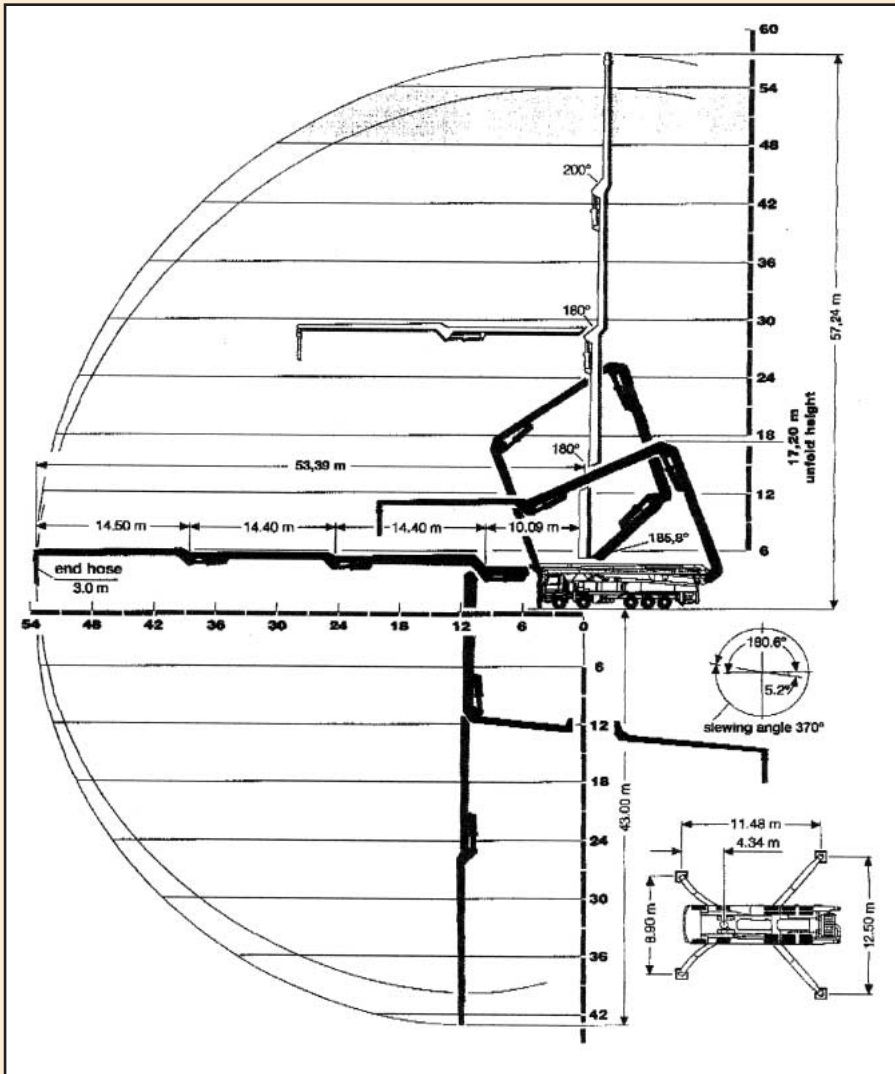 60
54
48
200°
42
36
57,24 m
180°
30
24
17,20 m
unfold height
18
180°
53,39 m
12
14.50 m
14.40 m
14.40 m
10.09 m
185,8°
6
end hose
3.0 m
54
48
42
36
30
24
18
12
6
0
6
180.6°
5.2°
slewing angle 370°
12
18
43.00 m
11.48 m
4.34 m
24
8.90 m
12.50 m
30
36
42